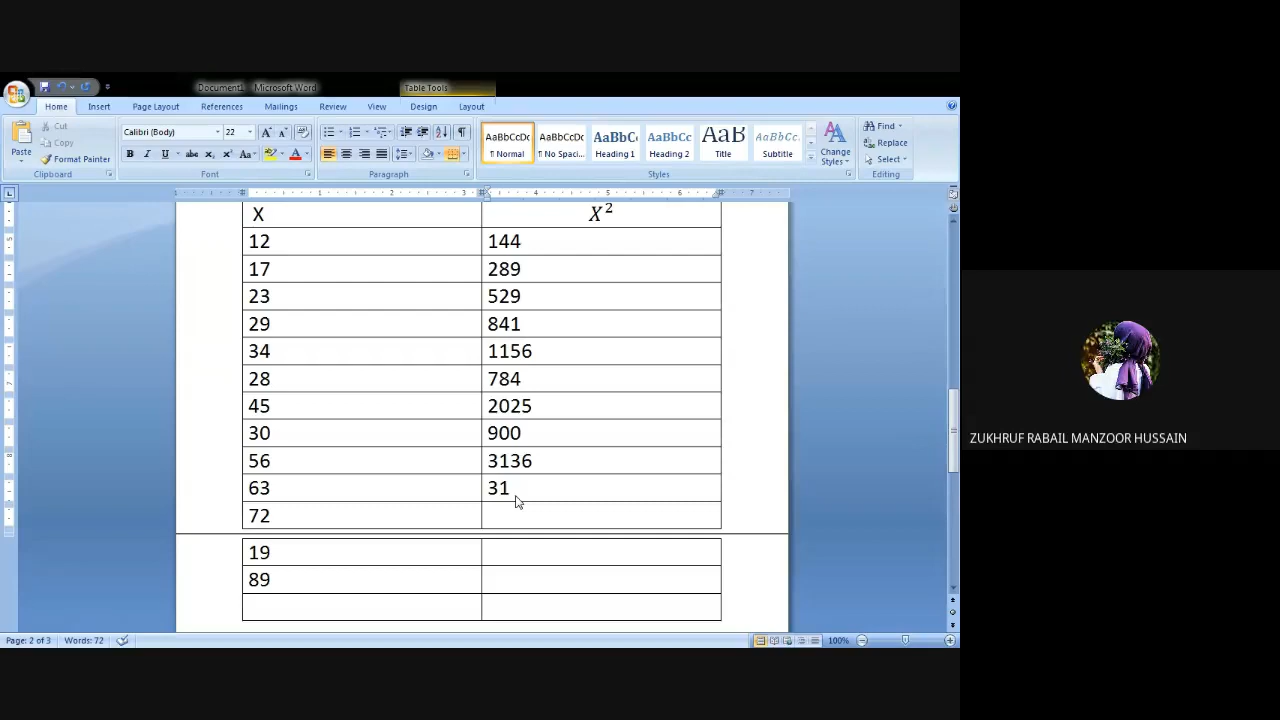 Document1 Microsoft Word
Table Tools
Home Insert Page Layout References Mailings Review View Design Layout
Paste
Cut
Copy
Format Painter
Clipboard
Calibri (Body) 22
Font
Paragraph
AaBbCcDc AaBbCcDc AaBbC AaBbCc AaB AaBbCc.
¶ Normal ¶ No Spaci... Heading 1 Heading 2 Title Subtitle
Change Styles
Styles
Find
Replace
Select
Editing
X X²
12 144
17 289
23 529
29 841
34 1156
28 784
45 2025
30 900
56 3136
63 31
72
19
89
Page: 2 of 3 Words: 72 100%
ZUKHRUF RABAIL MANZOOR HUSSAIN